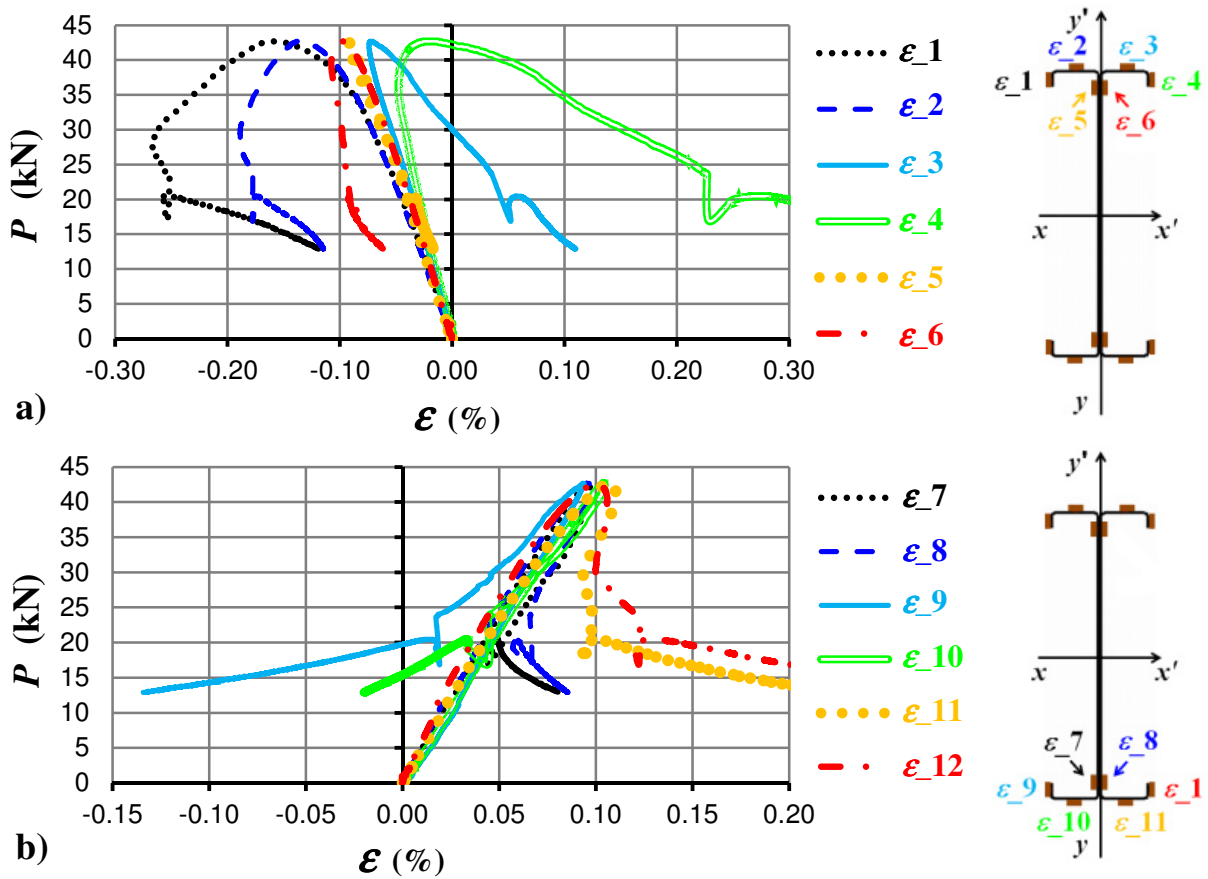 45
40
35
30
25
20
15
10
5
0
P (kN)
-0.30 -0.20 -0.10 0.00 0.10 0.20 0.30
ε (%)
a)
ε_1
ε_2
ε_3
ε_4
ε_5
ε_6
y'
ε_2 ε_3
ε_1 ε_4
ε_5 ε_6
x x'
y
45
40
35
30
25
20
15
10
5
0
P (kN)
-0.15 -0.10 -0.05 0.00 0.05 0.10 0.15 0.20
ε (%)
b)
ε_7
ε_8
ε_9
ε_10
ε_11
ε_12
y'
x x'
ε_7 ε_8
ε_9 ε_1
ε_10 ε_11
y